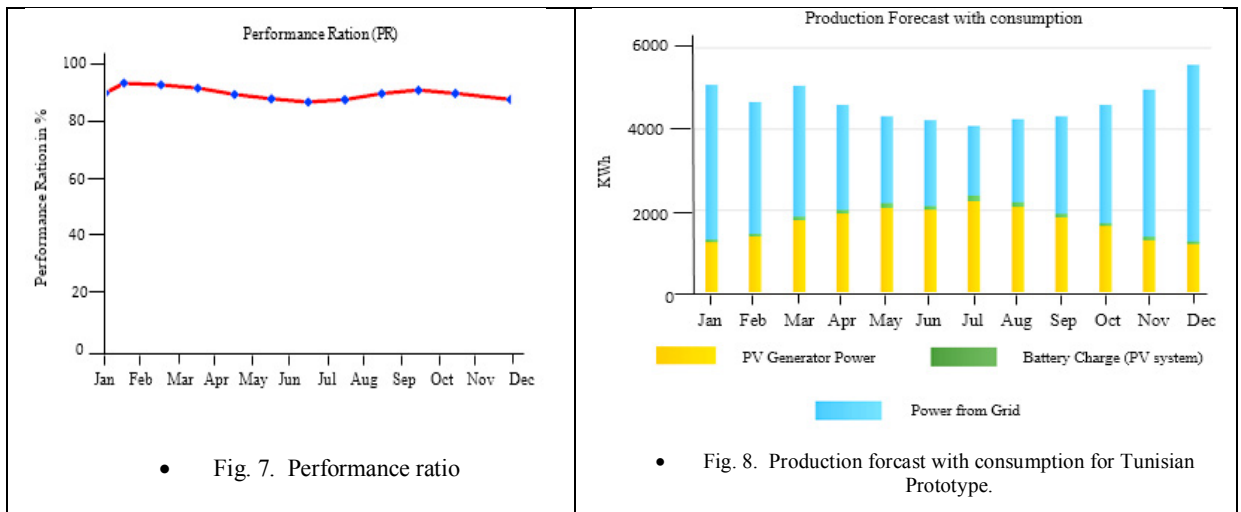 Performance Ration (PR)
Performance Ration in %
100
80
60
40
20
0
Jan Feb Mar Apr May Jun Jul Aug Sep Oct Nov Dec
• Fig. 7. Performance ratio
Production Forecast with consumption
KWh
6000
4000
2000
0
Jan Feb Mar Apr May Jun Jul Aug Sep Oct Nov Dec
PV Generator Power Battery Charge (PV system)
Power from Grid
• Fig. 8. Production forcast with consumption for Tunisian
Prototype.